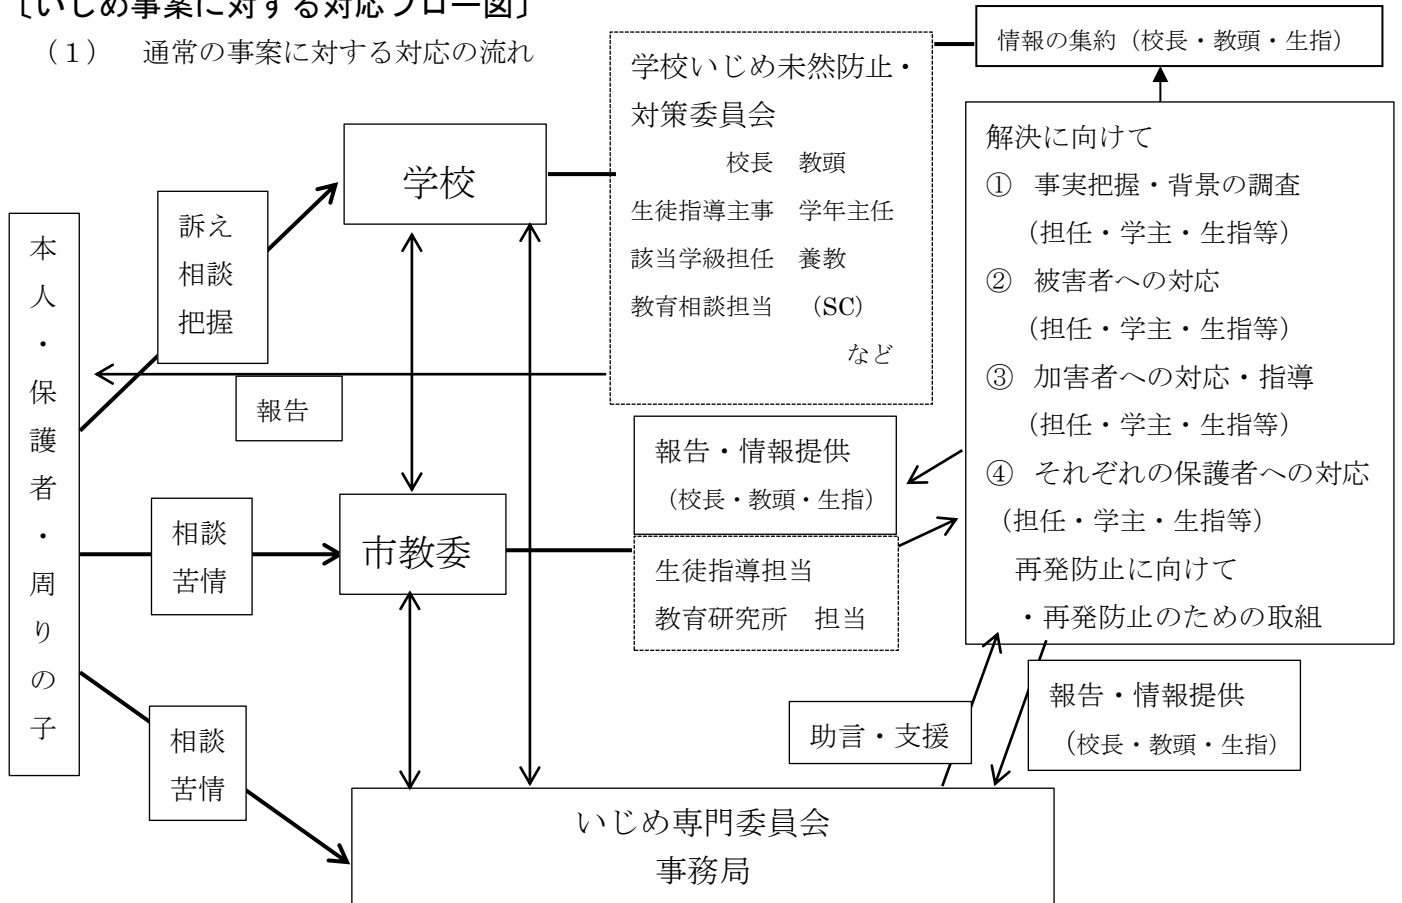 〔いじめ事案に対する対応フロー図〕
（１）　通常の事案に対する対応の流れ
情報の集約（校長・教頭・生指）
学校いじめ未然防止・
対策委員会
校長　教頭
生徒指導主事　学年主任
該当学級担任　養教
教育相談担当　（SC）
など
学校
訴え
相談
把握
本人・保護者・周りの子
報告
解決に向けて
①　事実把握・背景の調査
（担任・学主・生指等）
②　被害者への対応
（担任・学主・生指等）
③　加害者への対応・指導
（担任・学主・生指等）
④　それぞれの保護者への対応
（担任・学主・生指等）
再発防止に向けて
・再発防止のための取組
報告・情報提供
（校長・教頭・生指）
相談
苦情
市教委
生徒指導担当
教育研究所　担当
相談
苦情
助言・支援
報告・情報提供
（校長・教頭・生指）
いじめ専門委員会
事務局